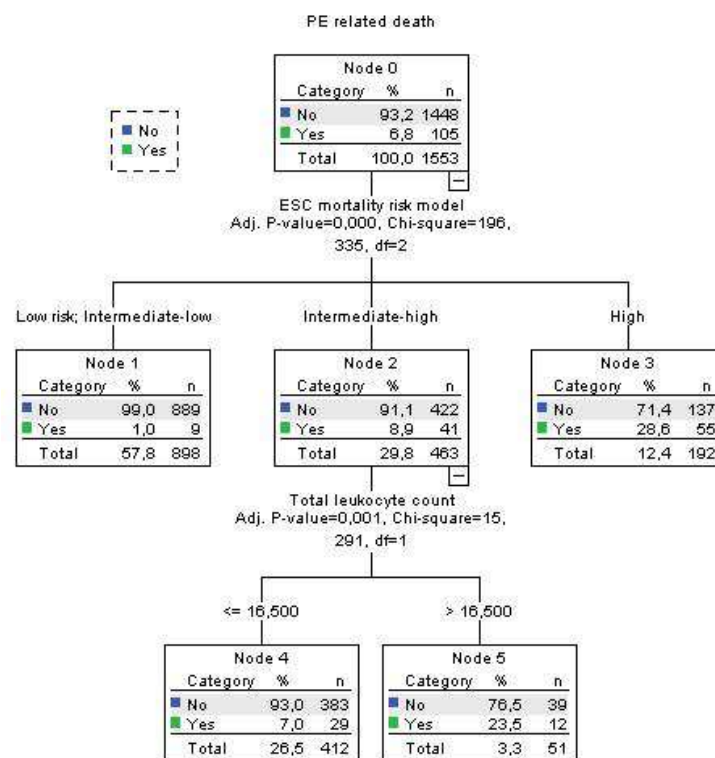 PE related death
No
Yes
Node 0
Category % n
No 93,2 1448
Yes 6,8 105
Total 100,0 1553
ESC mortality risk model
Adj. P-value=0,000, Chi-square=196,
335, df=2
Low risk; Intermediate-low
Intermediate-high
High
Node 1
Category % n
No 99,0 889
Yes 1,0 9
Total 57,8 898
Node 2
Category % n
No 91,1 422
Yes 8,9 41
Total 29,8 463
Node 3
Category % n
No 71,4 137
Yes 28,6 55
Total 12,4 192
Total leukocyte count
Adj. P-value=0,001, Chi-square=15,
291, df=1
<= 16,500
> 16,500
Node 4
Category % n
No 93,0 383
Yes 7,0 29
Total 26,5 412
Node 5
Category % n
No 76,5 39
Yes 23,5 12
Total 3,3 51